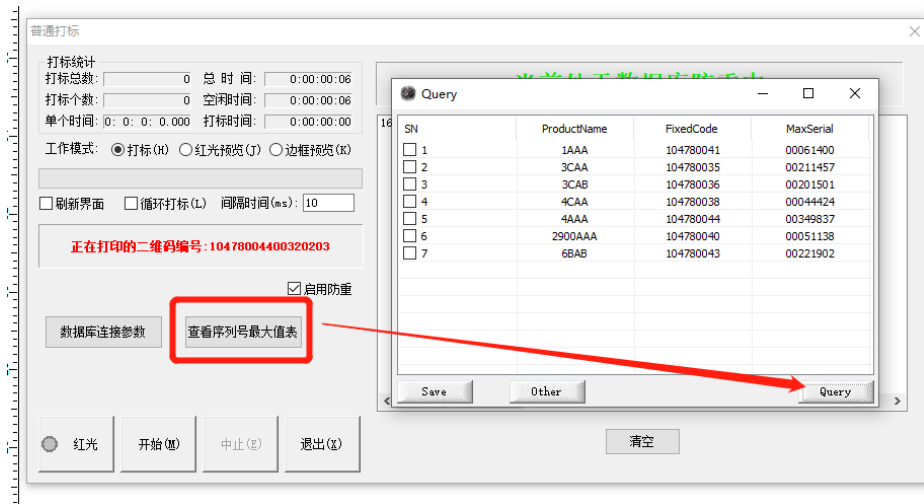 普通打标
打标统计
打标总数: 0 总 时 间: 0:00:00:06
打标个数: 0 空闲时间: 0:00:00:06
单个时间: 0: 0: 0: 0.000 打标时间: 0:00:00:00
工作模式: 打标(H) 红光预览(J) 边框预览(K)
刷新界面 循环打标(L) 间隔时间(ms): 10
正在打印的二维码编号:10478004400320203
启用防重
数据库连接参数 查看序列号最大值表
红光 开始(M) 中止(E) 退出(X)
16
Query
SN ProductName FixedCode MaxSerial
1 1AAA 104780041 00061400
2 3CAA 104780035 00211457
3 3CAB 104780036 00201501
4 4CAA 104780038 00044424
5 4AAA 104780044 00349837
6 2900AAA 104780040 00051138
7 6BAB 104780043 00221902
Save Other Query
清空